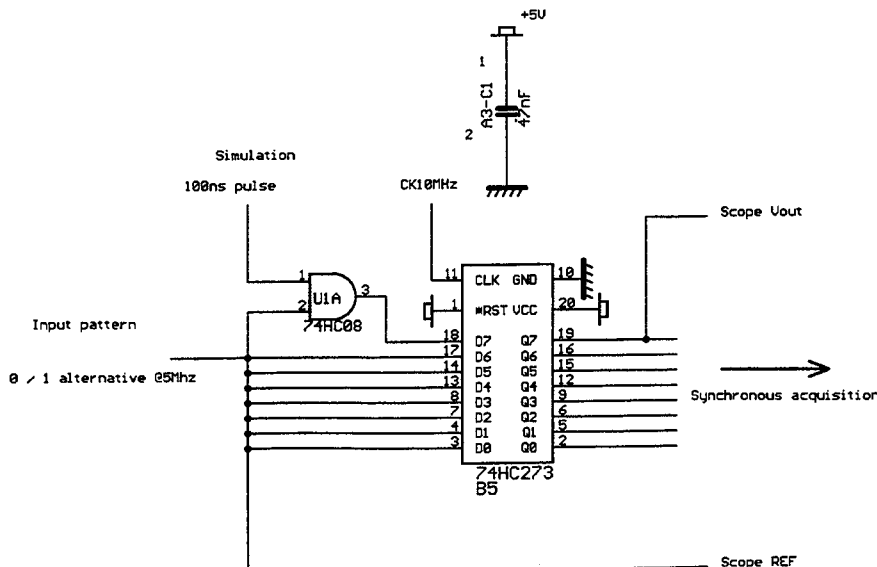 +5V
1
A3-C1
47nF
2
Simulation
100ns pulse
CK10MHz
Scope Vout
11 CLK GND 10
1
U1A
3
2
74HC08
1 *RST VCC 20
Input pattern
0 / 1 alternative @5Mhz
18 D7 Q7 19
17 D6 Q6 16
14 D5 Q5 15
13 D4 Q4 12
8 D3 Q3 9
7 D2 Q2 6
4 D1 Q1 5
3 D0 Q0 2
Synchronous acquisition
74HC273
B5
Scope REF